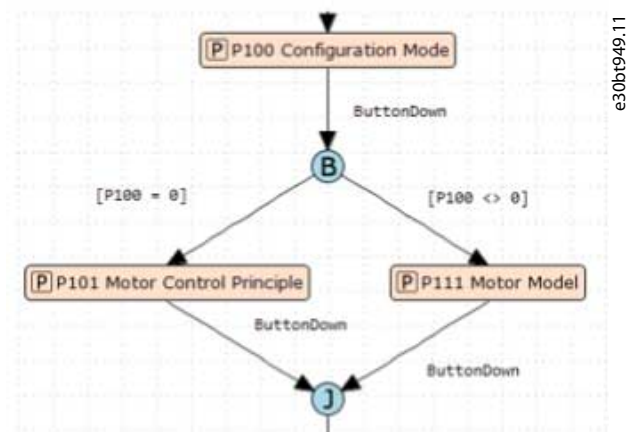 P P100 Configuration Mode
ButtonDown
B
[P100 = 0]
[P100 <> 0]
P P101 Motor Control Principle
P P111 Motor Model
ButtonDown
ButtonDown
J
e30bt949.11